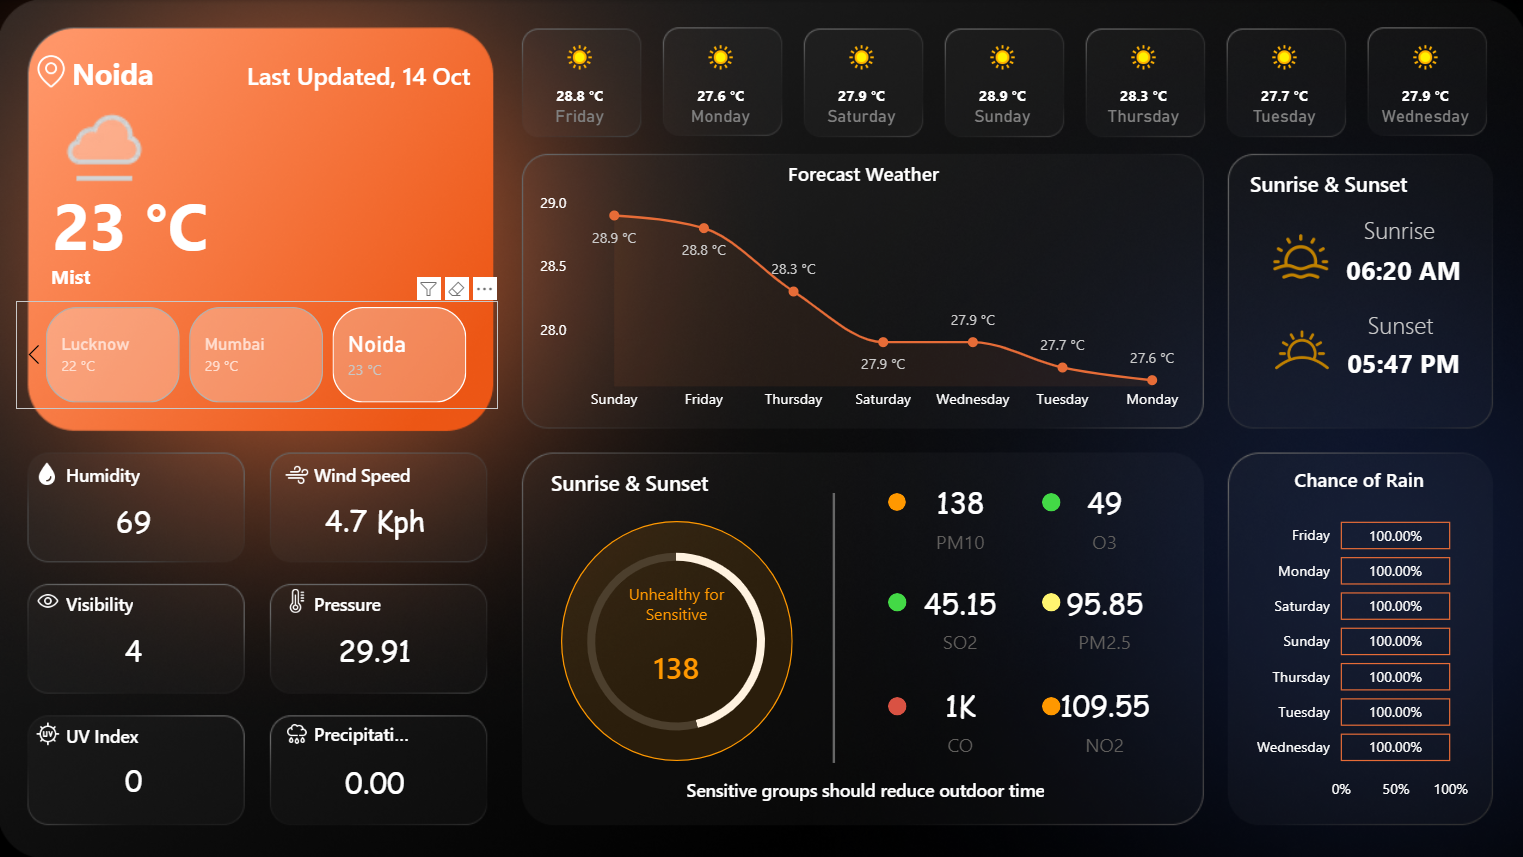 Noida
Last Updated, 14 Oct
23 °C
Mist
Lucknow
22 °C
Mumbai
29 °C
Noida
23 °C
28.8 °C
Friday
27.6 °C
Monday
27.9 °C
Saturday
28.9 °C
Sunday
28.3 °C
Thursday
27.7 °C
Tuesday
27.9 °C
Wednesday
Forecast Weather
29.0
28.5
28.0
28.9 °C
28.8 °C
28.3 °C
27.9 °C
27.9 °C
27.7 °C
27.6 °C
Sunday Friday Thursday Saturday Wednesday Tuesday Monday
Sunrise & Sunset
Sunrise
06:20 AM
Sunset
05:47 PM
Humidity
69
Wind Speed
4.7 Kph
Visibility
4
Pressure
29.91
UV
UV Index
0
Precipitati...
0.00
Sunrise & Sunset
Unhealthy for
Sensitive
138
138
PM10
49
O3
45.15
SO2
95.85
PM2.5
1K
CO
109.55
NO2
Sensitive groups should reduce outdoor time
Chance of Rain
Friday 100.00%
Monday 100.00%
Saturday 100.00%
Sunday 100.00%
Thursday 100.00%
Tuesday 100.00%
Wednesday 100.00%
0% 50% 100%